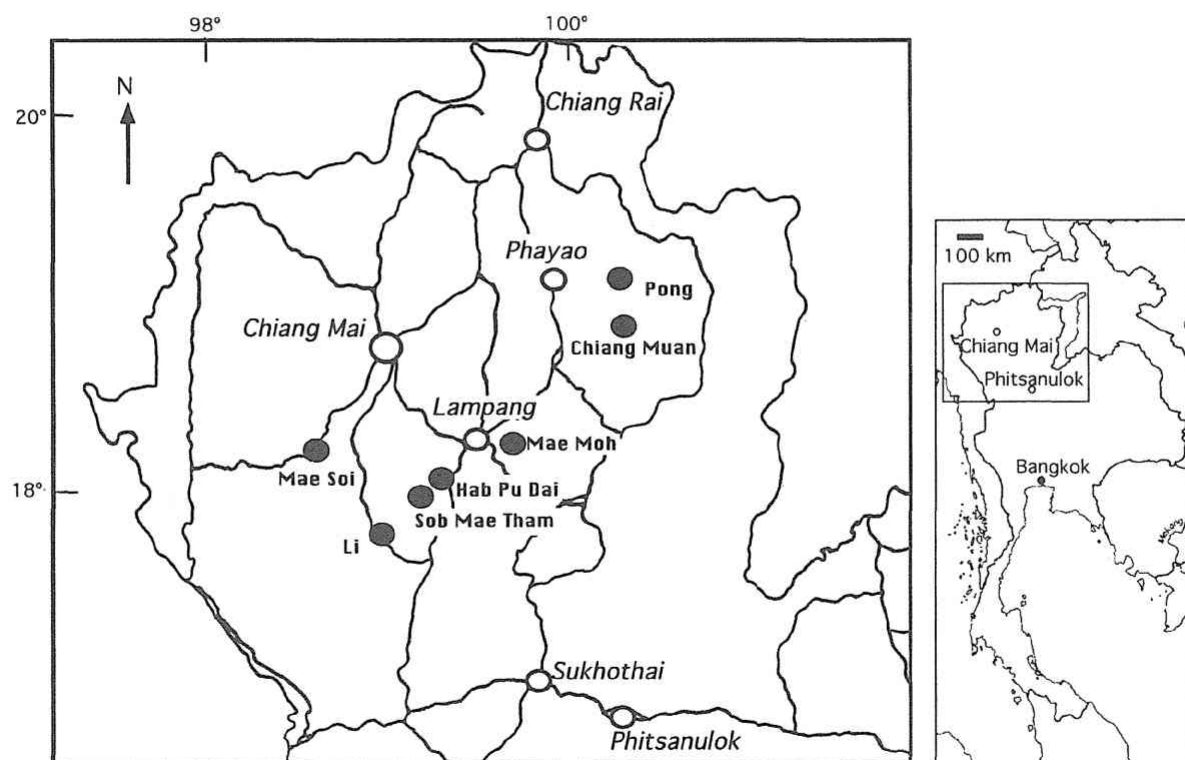 98°
100°
N
20°
Chiang Rai
Phayao
Pong
Chiang Mai
Chiang Muan
Lampang
Mae Moh
Mae Soi
Hab Pu Dai
18°
Sob Mae Tham
Li
Sukhothai
Phitsanulok
100 km
Chiang Mai
Phitsanulok
Bangkok